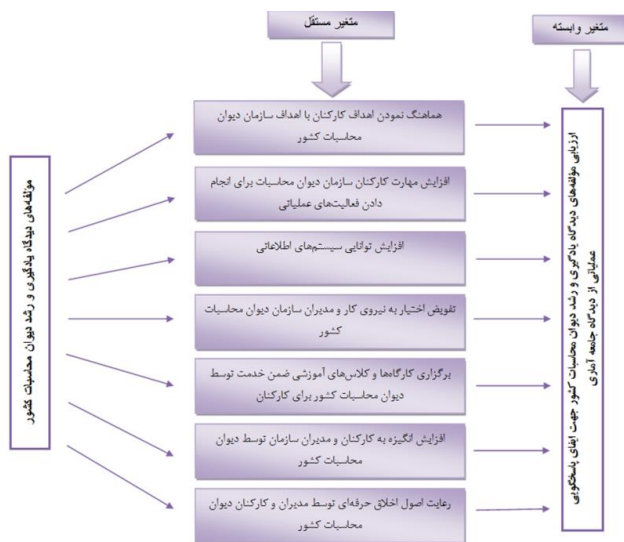 متغیر مستقل
متغیر وابسته
هماهنگ نمودن اهداف کارکنان با اهداف سازمان دیوان
محاسبات کشور
افزایش مهارت کارکنان سازمان دیوان محاسبات برای انجام
دادن فعالیت‌های عملیاتی
افزایش توانایی سیستم‌های اطلاعاتی
تفویض اختیار به نیروی کار و مدیران سازمان دیوان محاسبات
کشور
برگزاری کارگاه‌ها و کلاس‌های آموزشی ضمن خدمت توسط
دیوان محاسبات کشور برای کارکنان
افزایش انگیزه به کارکنان و مدیران سازمان توسط دیوان
محاسبات کشور
رعایت اصول اخلاق حرفه‌ای توسط مدیران و کارکنان دیوان
محاسبات کشور
مؤلفه‌های دیدگاه یادگیری و رشد دیوان محاسبات کشور
ارزیابی مؤلفه‌های دیدگاه یادگیری و رشد دیوان محاسبات کشور جهت ایفای پاسخگویی
عملیاتی از دیدگاه جامعه آماری